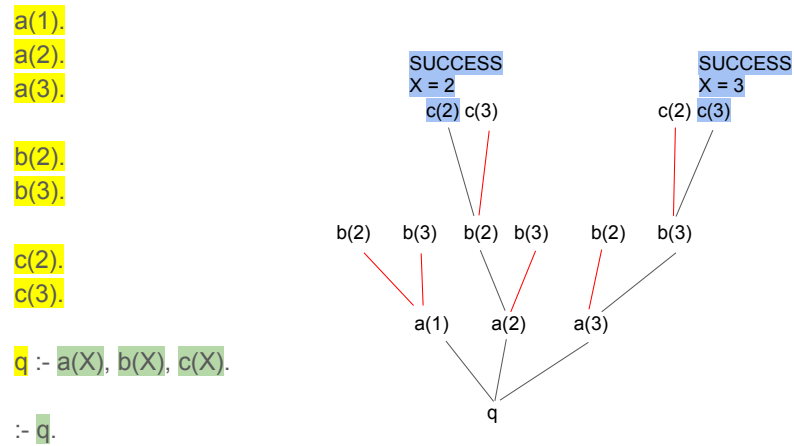 a(1).
a(2).
a(3).
b(2).
b(3).
c(2).
c(3).
q :- a(X), b(X), c(X).
:- q.
SUCCESS
X = 2
c(2) c(3)
SUCCESS
X = 3
c(2) c(3)
b(2) b(3) b(2) b(3) b(2) b(3)
a(1) a(2) a(3)
q